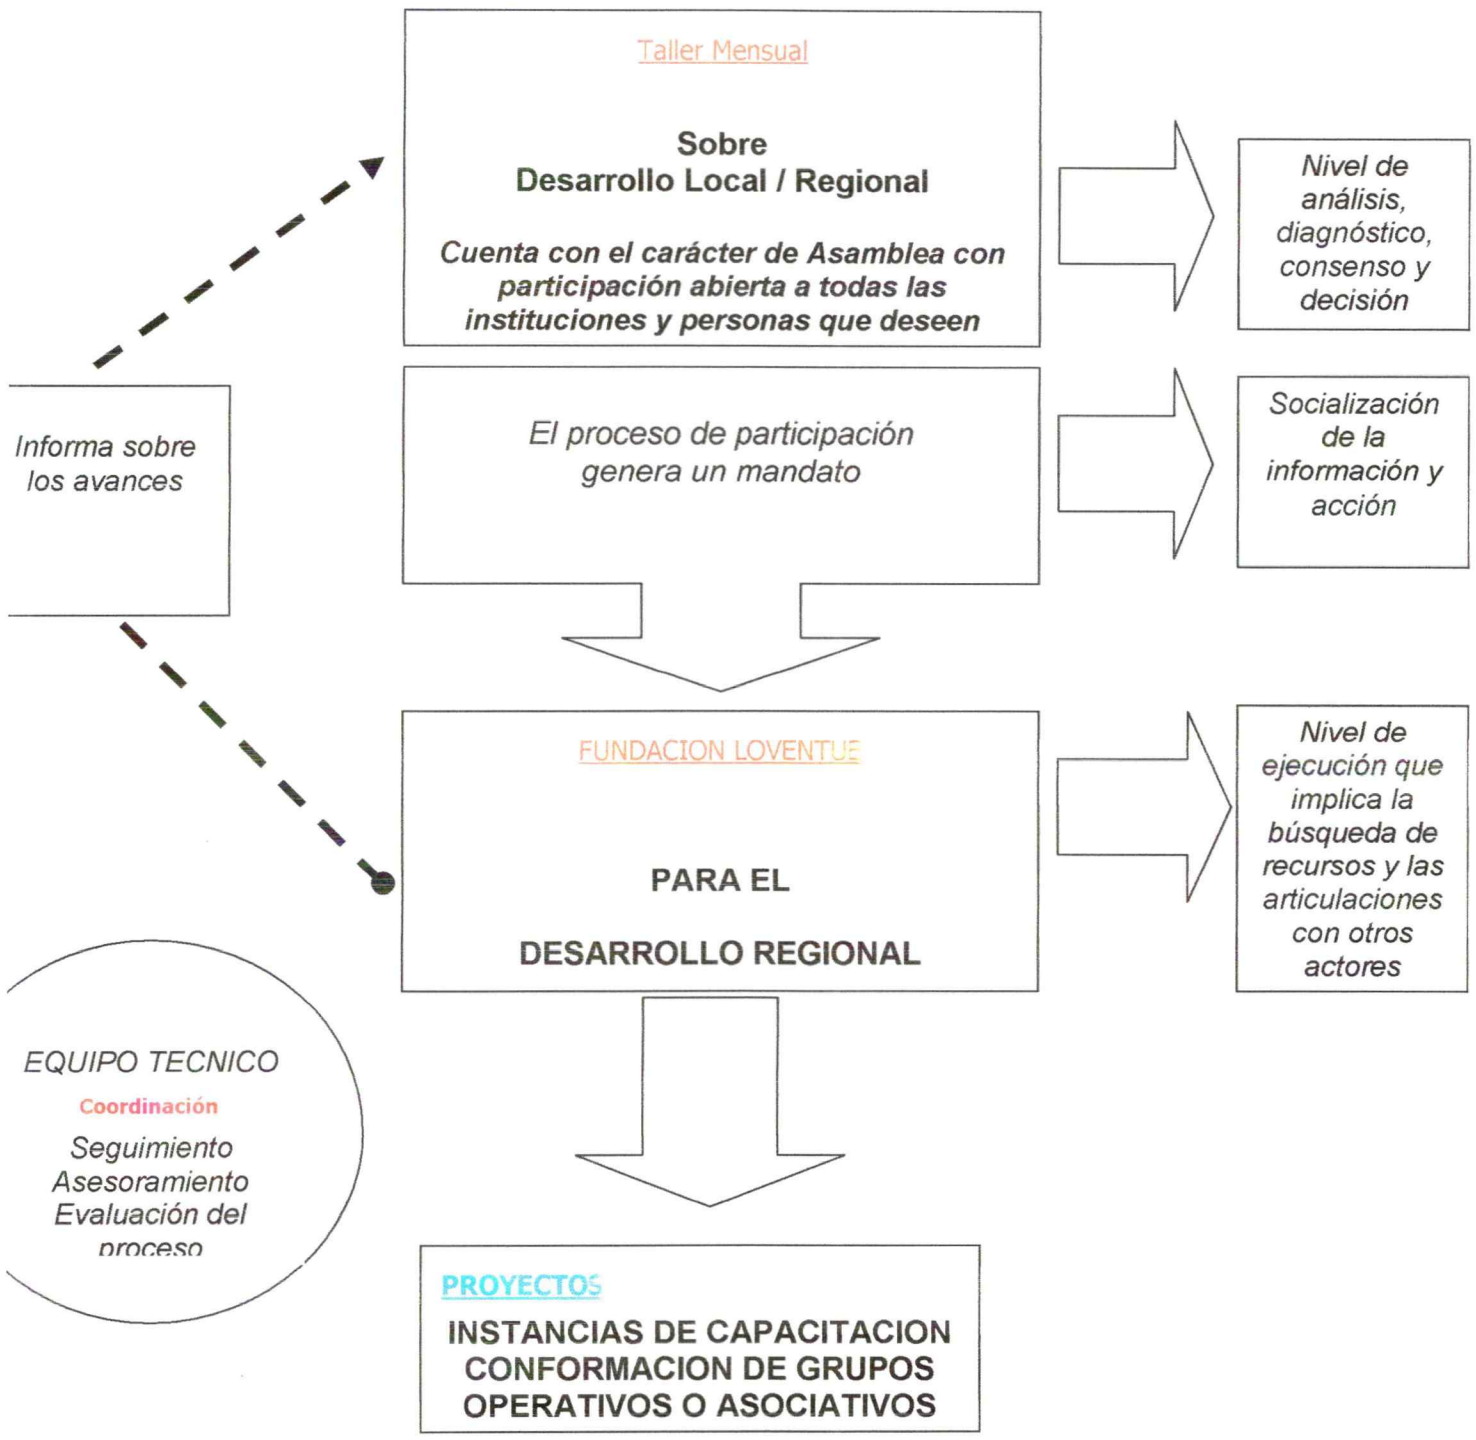 Taller Mensual
Sobre
Desarrollo Local / Regional
Cuenta con el carácter de Asamblea con
participación abierta a todas las
instituciones y personas que deseen
Nivel de
análisis,
diagnóstico,
consenso y
decisión
Informa sobre
los avances
El proceso de participación
genera un mandato
Socialización
de la
información y
acción
FUNDACION LOVENTUE
PARA EL
DESARROLLO REGIONAL
Nivel de
ejecución que
implica la
búsqueda de
recursos y las
articulaciones
con otros
actores
EQUIPO TECNICO
Coordinación
Seguimiento
Asesoramiento
Evaluación del
proceso
PROYECTOS
INSTANCIAS DE CAPACITACION
CONFORMACION DE GRUPOS
OPERATIVOS O ASOCIATIVOS